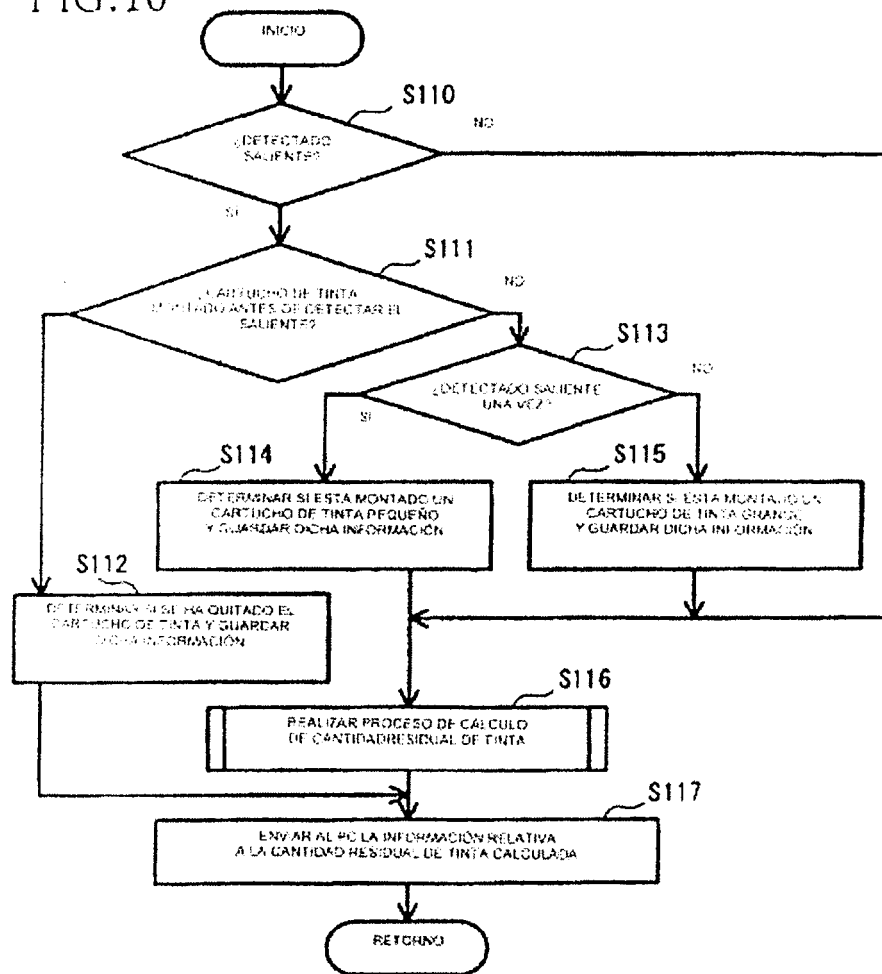 FIG.10
INICIO
S110
NO
¿DETECTADO
SALIENTE?
SI
S111
NO
¿CARTUCHO DE TINTA
MONTADO ANTES DE DETECTAR EL
SALIENTE?
S113
NO
¿DETECTADO SALIENTE
UNA VEZ?
SI
S114
S115
DETERMINAR SI ESTÁ MONTADO UN
CARTUCHO DE TINTA PEQUEÑO
Y GUARDAR DICHA INFORMACIÓN
DETERMINAR SI ESTÁ MONTADO UN
CARTUCHO DE TINTA GRANDE
Y GUARDAR DICHA INFORMACIÓN
S112
DETERMINAR SI SE HA QUITADO EL
CARTUCHO DE TINTA Y GUARDAR
DICHA INFORMACIÓN
S116
REALIZAR PROCESO DE CÁLCULO
DE CANTIDADRESIDUAL DE TINTA
S117
ENVIAR AL PC LA INFORMACIÓN RELATIVA
A LA CANTIDAD RESIDUAL DE TINTA CALCULADA
RETORNO